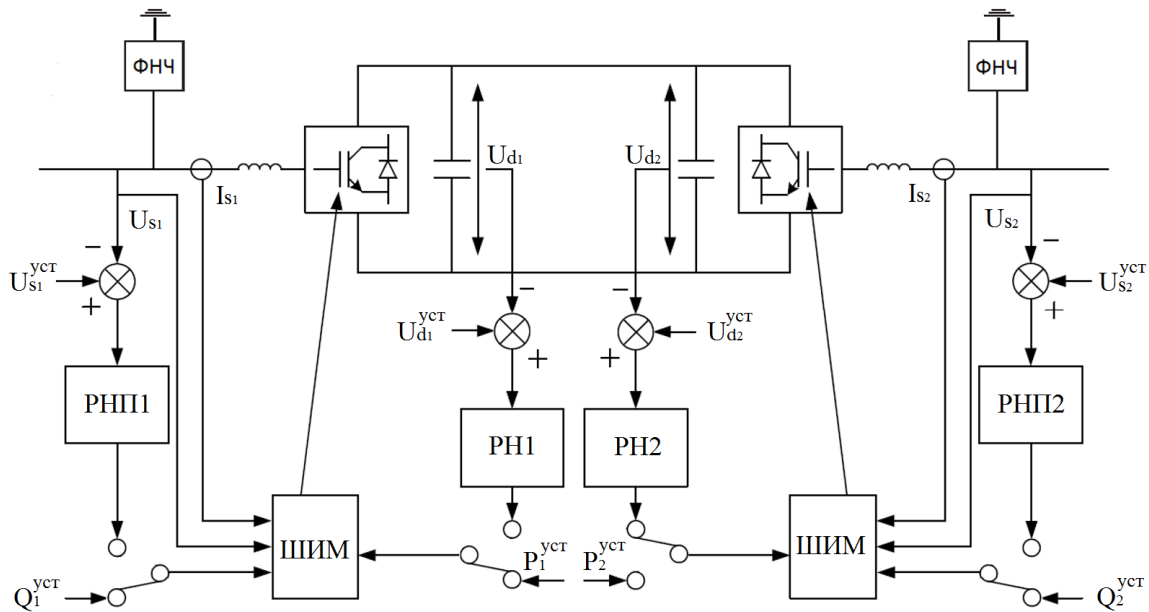 ФНЧ ФНЧ
Ud1 Ud2
Is1 Is2
Us1 Us2
− −
Us1уст + Us2уст +
− −
Ud1уст Ud2уст
+ +
РНП1 РНП2
РН1 РН2
ШИМ P1уст P2уст ШИМ
Q1уст Q2уст